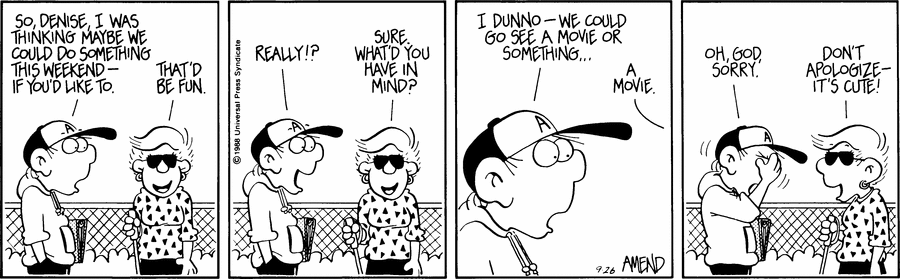 SO, DENISE, I WAS
THINKING MAYBE WE
COULD DO SOMETHING
THIS WEEKEND—
IF YOU'D LIKE TO.
THAT'D
BE FUN.
A
© 1988 Universal Press Syndicate
REALLY!?
SURE.
WHAT'D YOU
HAVE IN
MIND?
A
I DUNNO — WE COULD
GO SEE A MOVIE OR
SOMETHING...
A
MOVIE.
A
9-26 AMEND
OH, GOD,
SORRY.
DON'T
APOLOGIZE—
IT'S CUTE!
A